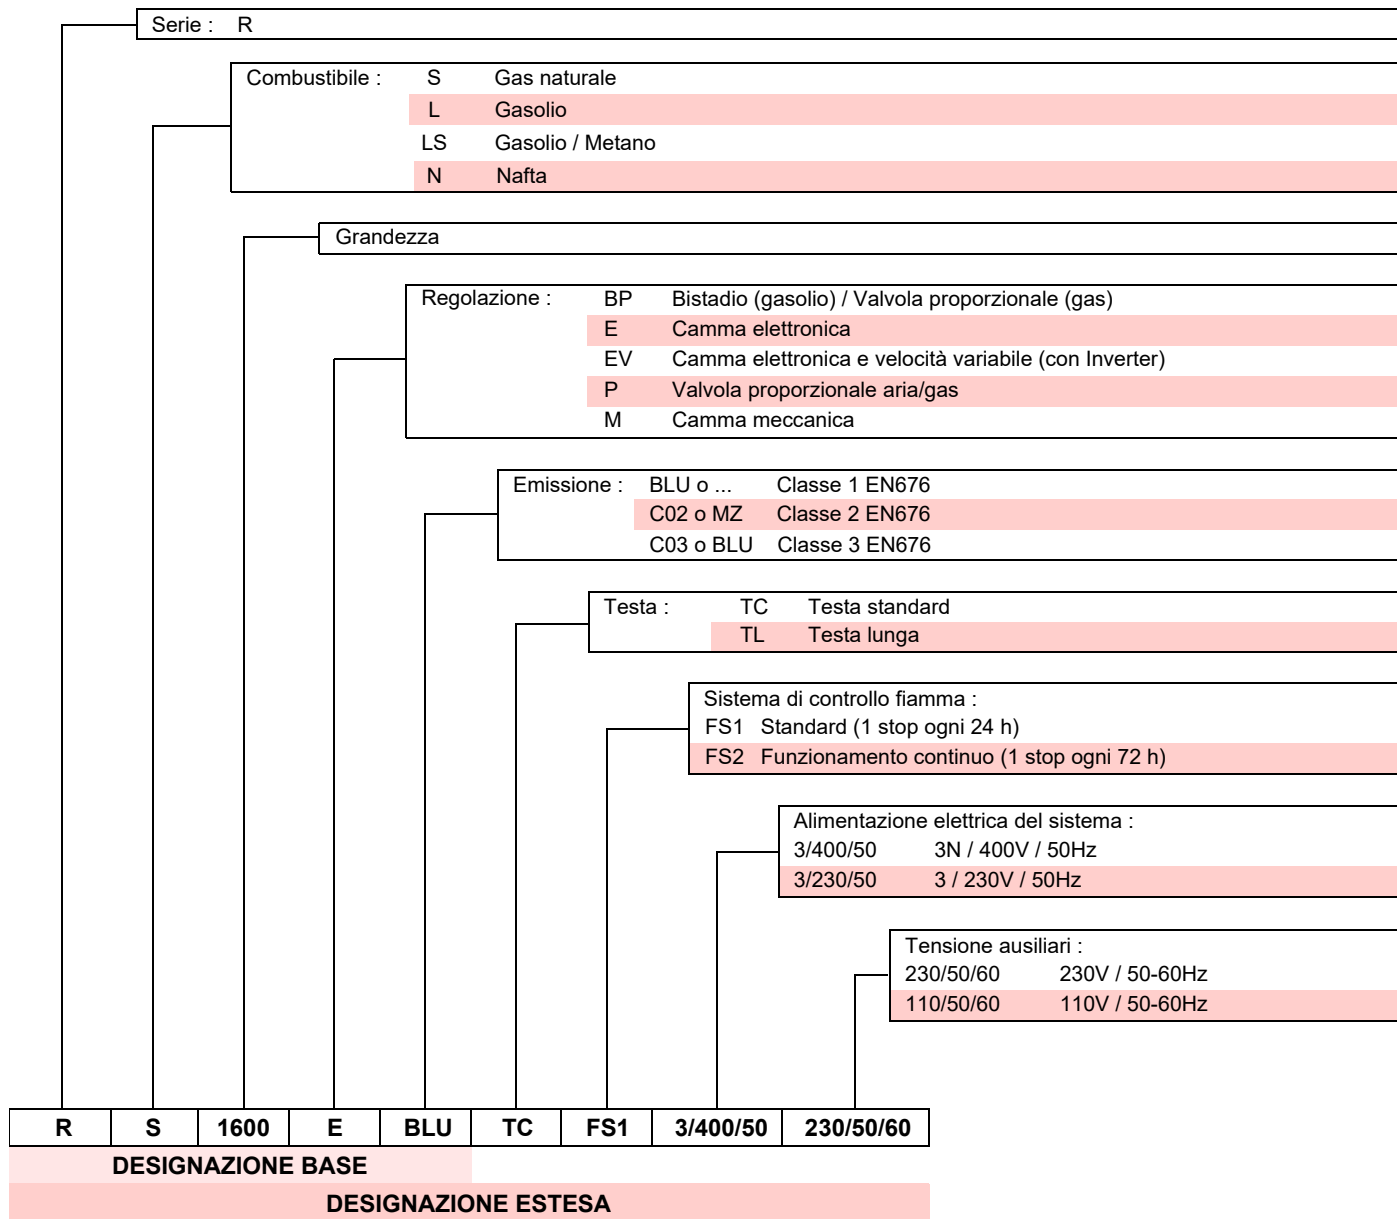 Serie : R
Combustibile : S Gas naturale
L Gasolio
LS Gasolio / Metano
N Nafta
Grandezza
Regolazione : BP Bistadio (gasolio) / Valvola proporzionale (gas)
E Camma elettronica
EV Camma elettronica e velocità variabile (con Inverter)
P Valvola proporzionale aria/gas
M Camma meccanica
Emissione : BLU o ... Classe 1 EN676
C02 o MZ Classe 2 EN676
C03 o BLU Classe 3 EN676
Testa : TC Testa standard
TL Testa lunga
Sistema di controllo fiamma :
FS1 Standard (1 stop ogni 24 h)
FS2 Funzionamento continuo (1 stop ogni 72 h)
Alimentazione elettrica del sistema :
3/400/50 3N / 400V / 50Hz
3/230/50 3 / 230V / 50Hz
Tensione ausiliari :
230/50/60 230V / 50-60Hz
110/50/60 110V / 50-60Hz
R S 1600 E BLU TC FS1 3/400/50 230/50/60
DESIGNAZIONE BASE
DESIGNAZIONE ESTESA